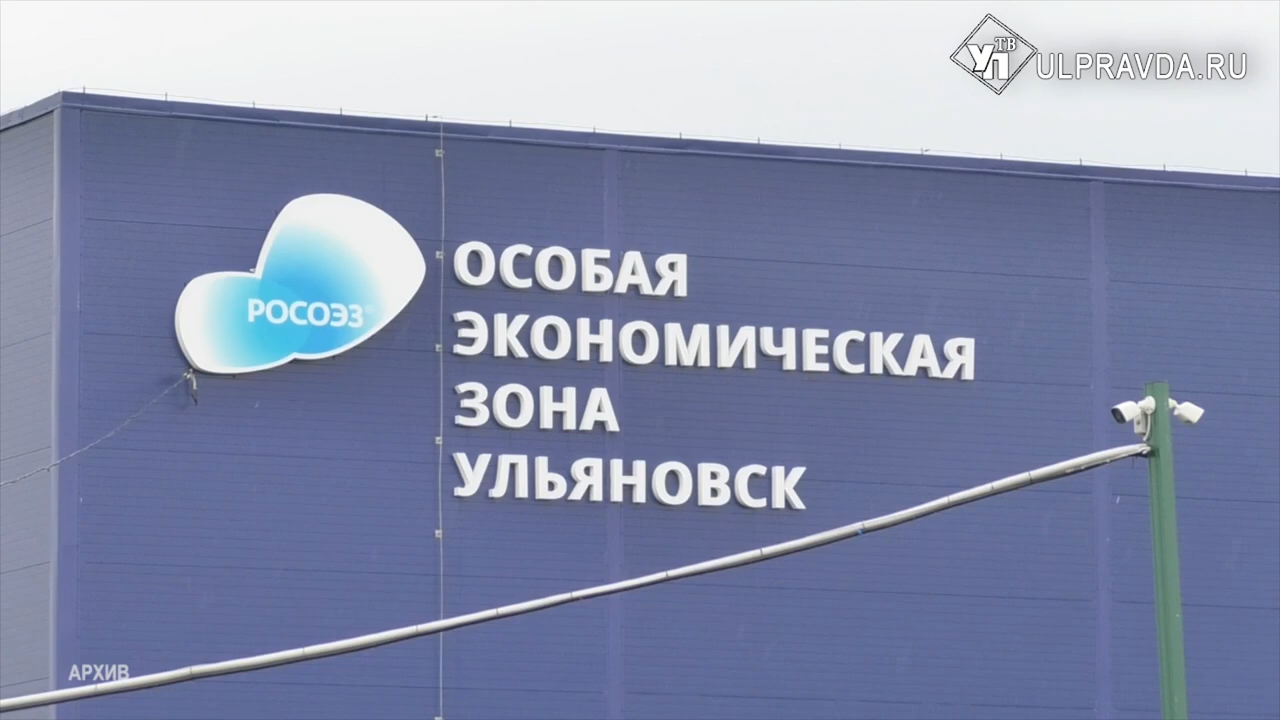 УП ТВ ULPRAVDA.RU
РОСОЭЗ
ОСОБАЯ
ЭКОНОМИЧЕСКАЯ
ЗОНА
УЛЬЯНОВСК
АРХИВ